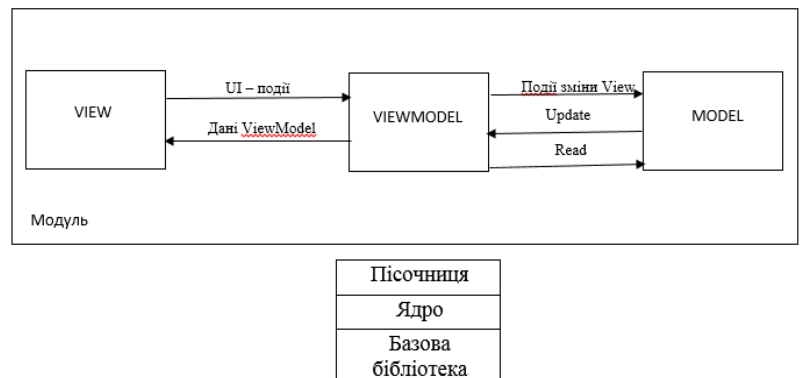 UI – події
Події зміни View
VIEW
VIEWMODEL
Update
MODEL
Дані ViewModel
Read
Модуль
Пісочниця
Ядро
Базова
бібліотека